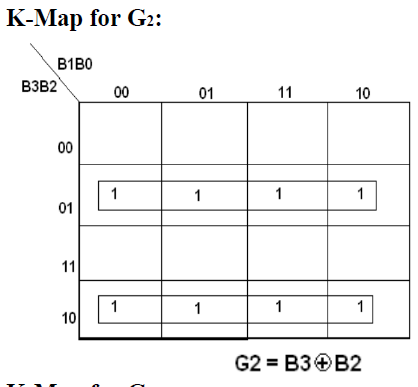 K-Map for G2:
B1B0
B3B2
00 01 11 10
00
01 1 1 1 1
11
10 1 1 1 1
G2 = B3⊕B2
K-Map for G